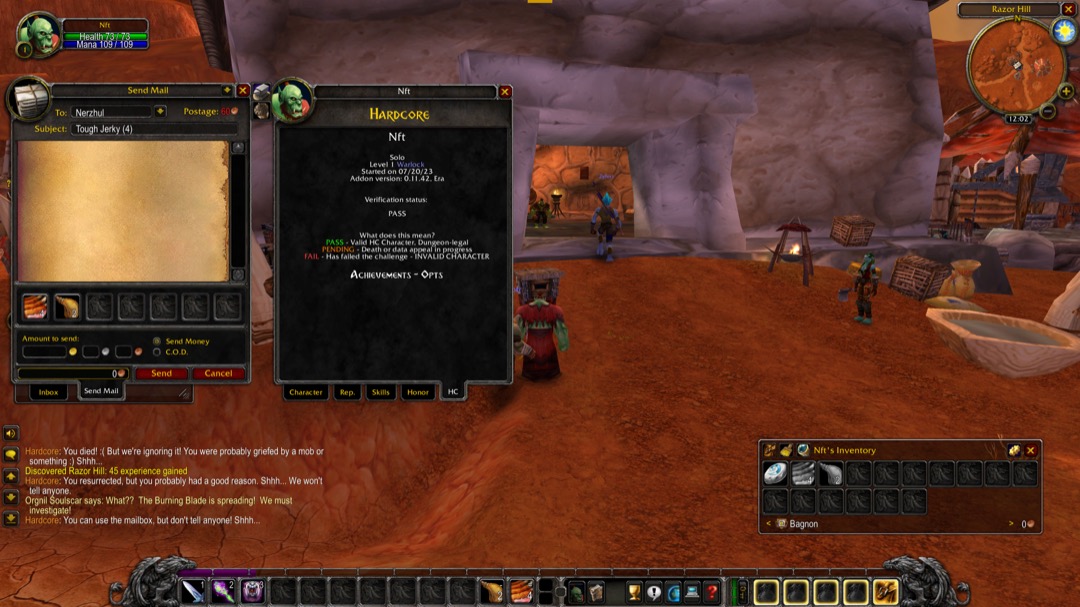 Nft
Health 73 / 73
Mana 109 / 109
Razor Hill
N
12:02
Send Mail
To: Nerzhul
Postage: 60
Subject: Tough Jerky (4)
Amount to send:
Send Money
C.O.D.
0
Send
Cancel
Inbox
Send Mail
Nft
Hardcore
Nft
Solo
Level 1 Warlock
Started on 07/20/23
Addon version: 0.11.42. Era
Verification status:
PASS
What does this mean?
PASS - Valid HC Character. Dungeon-legal
PENDING - Death or data appeal in progress
FAIL - Has failed the challenge - INVALID CHARACTER
Achievements - Opts
Character
Rep.
Skills
Honor
HC
Hardcore: You died! :( But we're ignoring it! You were probably griefed by a mob or
something :) Shhh...
Discovered Razor Hill: 45 experience gained
Hardcore: You resurrected, but you probably had a good reason. Shhh... We won't
tell anyone.
Orgnil Soulscar says: What?? The Burning Blade is spreading! We must
investigate!
Hardcore: You can use the mailbox, but don't tell anyone! Shhh...
Nft's Inventory
< Bagnon > 0
1
2
3
2
4